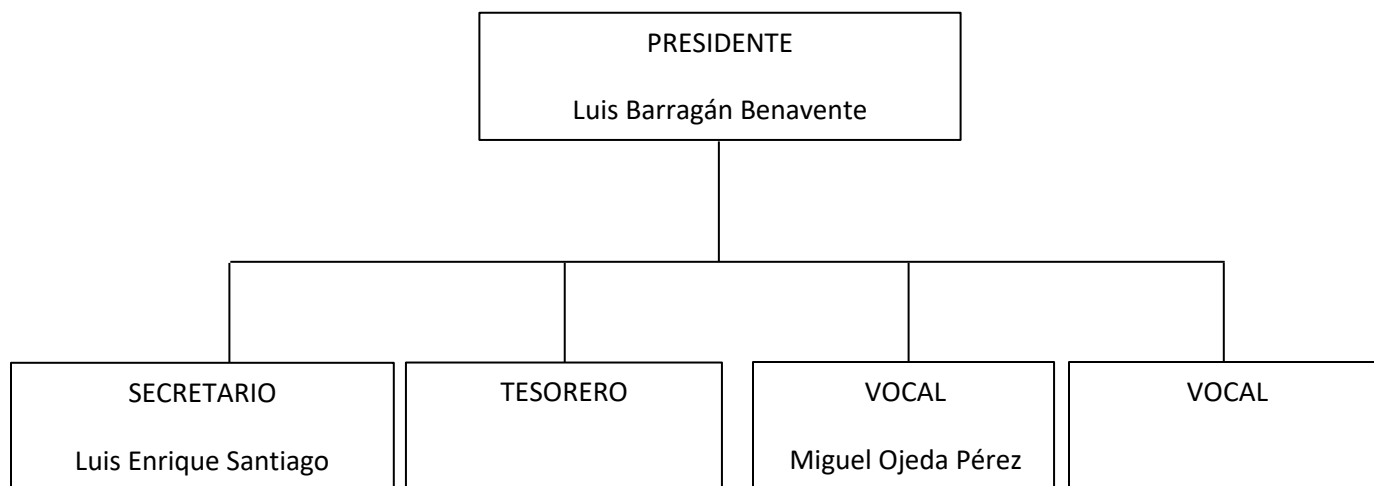 PRESIDENTE
Luis Barragán Benavente
SECRETARIO
Luis Enrique Santiago
TESORERO
VOCAL
Miguel Ojeda Pérez
VOCAL